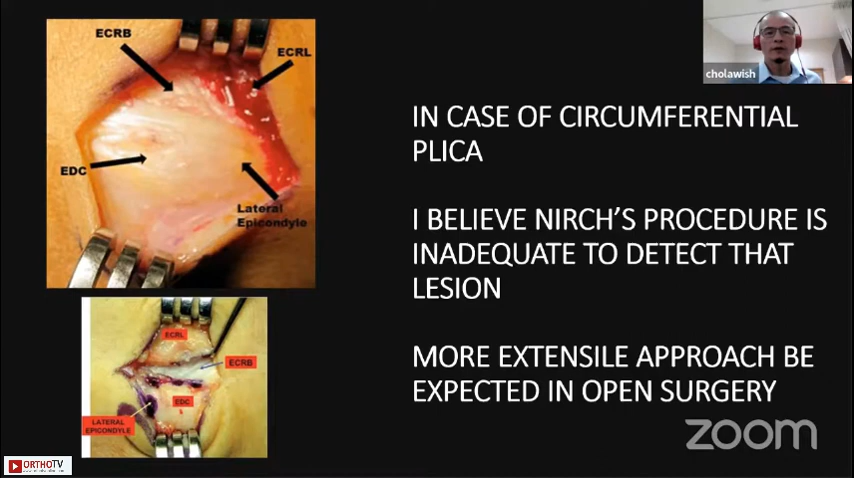 ECRB
ECRL
EDC
Lateral
Epicondyle
ECRL
ECRB
EDC
LATERAL
EPICONDYLE
cholawish
IN CASE OF CIRCUMFERENTIAL
PLICA
I BELIEVE NIRCH'S PROCEDURE IS
INADEQUATE TO DETECT THAT
LESION
MORE EXTENSILE APPROACH BE
EXPECTED IN OPEN SURGERY
zoom
ORTHOTV